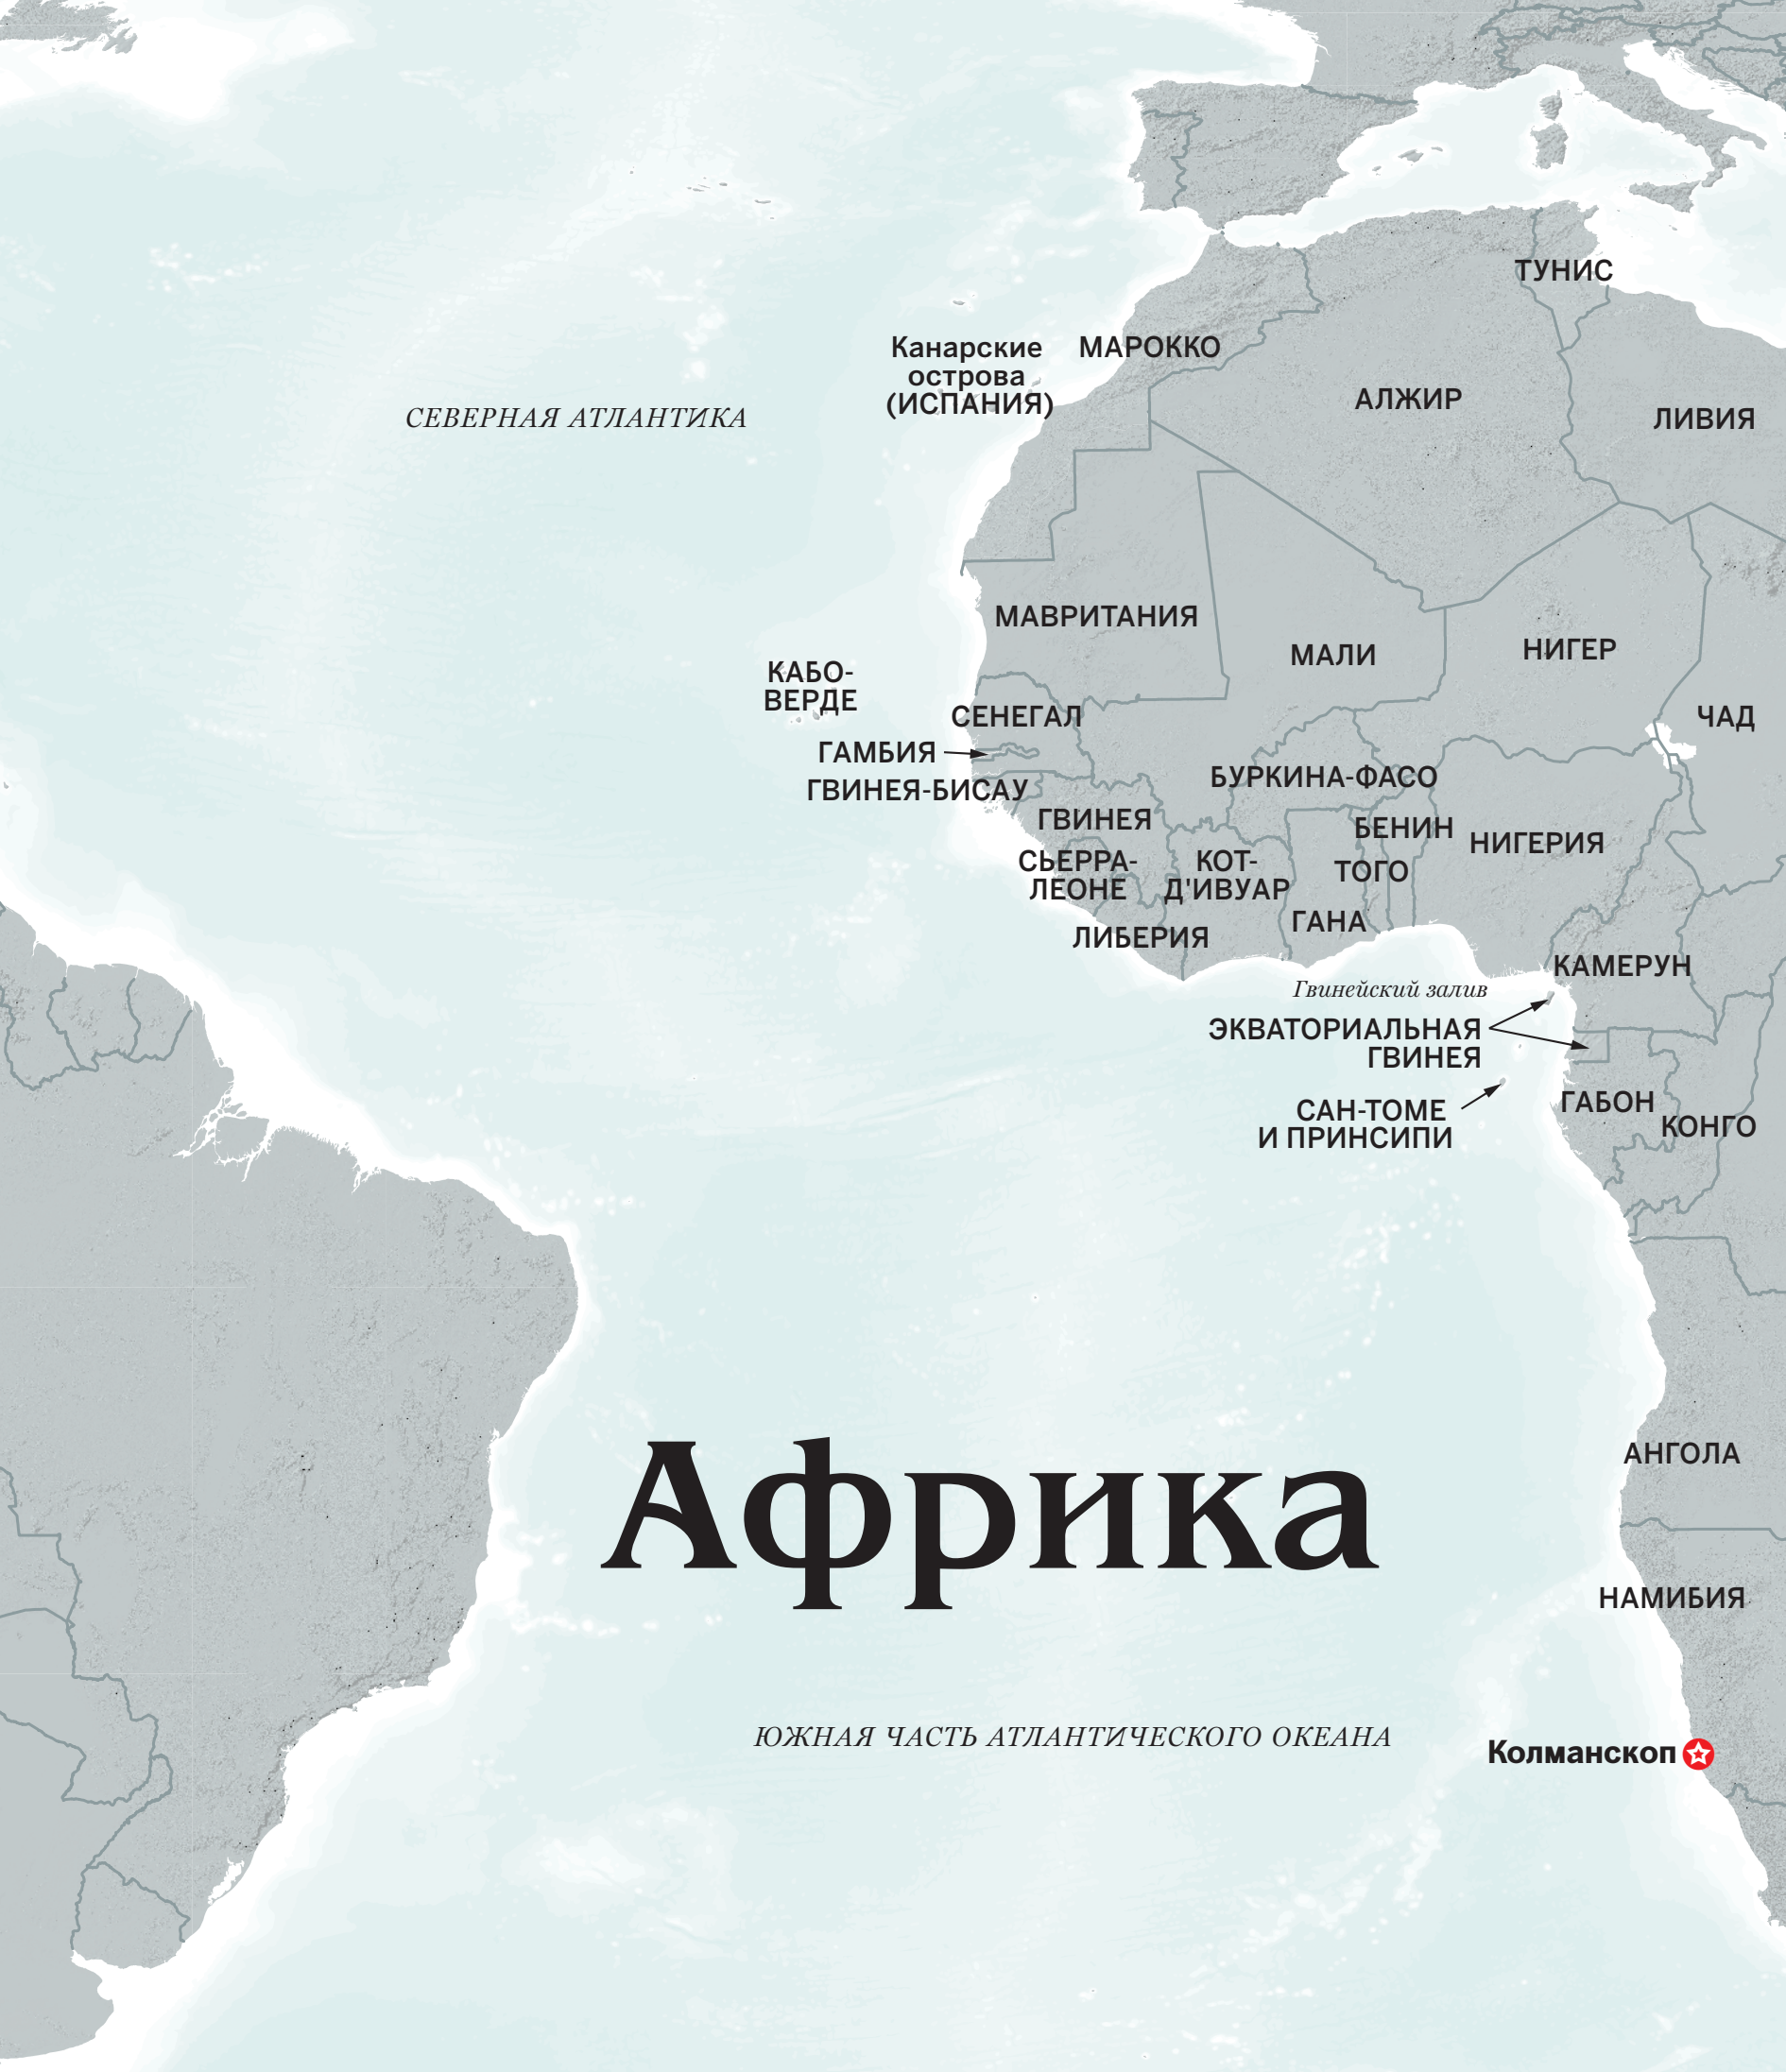 ТУНИС
Канарские
острова
(ИСПАНИЯ)
МАРОККО
АЛЖИР
ЛИВИЯ
СЕВЕРНАЯ АТЛАНТИКА
МАВРИТАНИЯ
МАЛИ
НИГЕР
КАБО-
ВЕРДЕ
СЕНЕГАЛ
ЧАД
ГАМБИЯ
ГВИНЕЯ-БИСАУ
БУРКИНА-ФАСО
ГВИНЕЯ
БЕНИН
НИГЕРИЯ
СЬЕРРА-
ЛЕОНЕ
КОТ-
Д'ИВУАР
ТОГО
ГАНА
ЛИБЕРИЯ
КАМЕРУН
Гвинейский залив
ЭКВАТОРИАЛЬНАЯ
ГВИНЕЯ
САН-ТОМЕ
И ПРИНСИПИ
ГАБОН
КОНГО
АНГОЛА
Африка
НАМИБИЯ
ЮЖНАЯ ЧАСТЬ АТЛАНТИЧЕСКОГО ОКЕАНА
Колманскоп